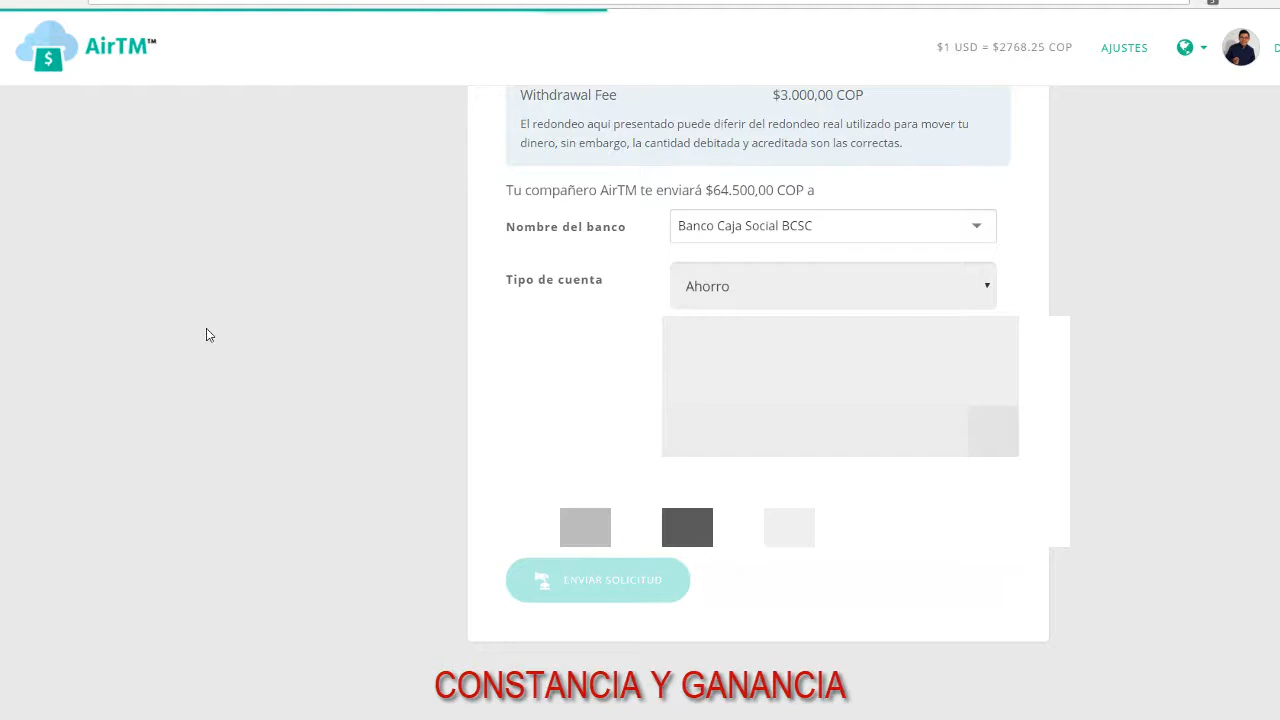 AirTM™
$1 USD = $2768.25 COP
AJUSTES
Withdrawal Fee $3.000,00 COP
El redondeo aqui presentado puede diferir del redondeo real utilizado para mover tu
dinero, sin embargo, la cantidad debitada y acreditada son las correctas.
Tu compañero AirTM te enviará $64.500,00 COP a
Nombre del banco Banco Caja Social BCSC
Tipo de cuenta Ahorro
ENVIAR SOLICITUD
CONSTANCIA Y GANANCIA